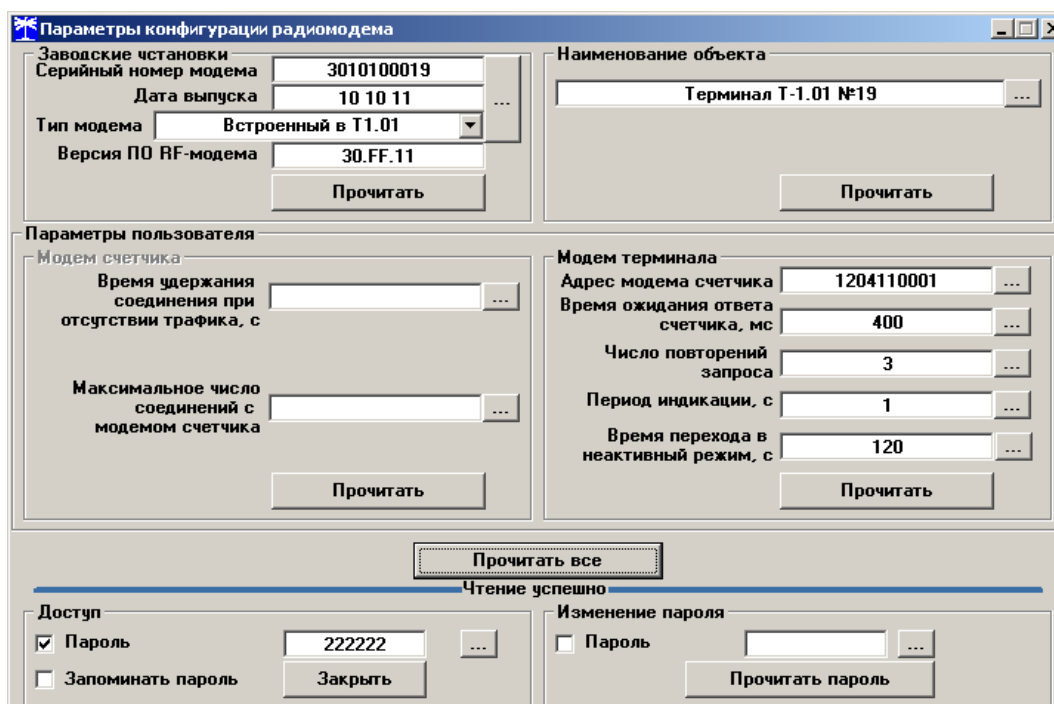 Параметры конфигурации радиомодема
Заводские установки
Серийный номер модема 3010100019 ...
Дата выпуска 10 10 11
Тип модема Встроенный в Т1.01
Версия ПО RF-модема 30.FF.11
Прочитать
Наименование объекта
Терминал Т-1.01 №19 ...
Прочитать
Параметры пользователя
Модем счетчика
Время удержания
соединения при
отсутствии трафика, с ...
Максимальное число
соединений с
модемом счетчика ...
Прочитать
Модем терминала
Адрес модема счетчика 1204110001 ...
Время ожидания ответа
счетчика, мс 400 ...
Число повторений
запроса 3 ...
Период индикации, с 1 ...
Время перехода в
неактивный режим, с 120 ...
Прочитать
Прочитать все
Чтение успешно
Доступ
Пароль 222222 ...
Запоминать пароль Закрыть
Изменение пароля
Пароль ...
Прочитать пароль